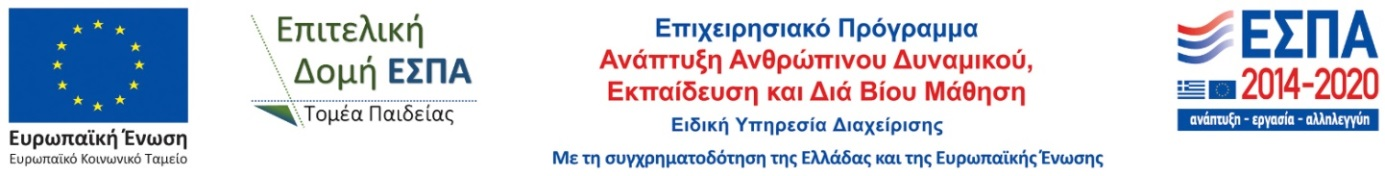 Ευρωπαϊκή Ένωση
Ευρωπαϊκό Κοινωνικό Ταμείο
Επιτελική
Δομή ΕΣΠΑ
Τομέα Παιδείας
Επιχειρησιακό Πρόγραμμα
Ανάπτυξη Ανθρώπινου Δυναμικού,
Εκπαίδευση και Διά Βίου Μάθηση
Ειδική Υπηρεσία Διαχείρισης
Με τη συγχρηματοδότηση της Ελλάδας και της Ευρωπαϊκής Ένωσης
ΕΣΠΑ
2014-2020
ανάπτυξη - εργασία - αλληλεγγύη